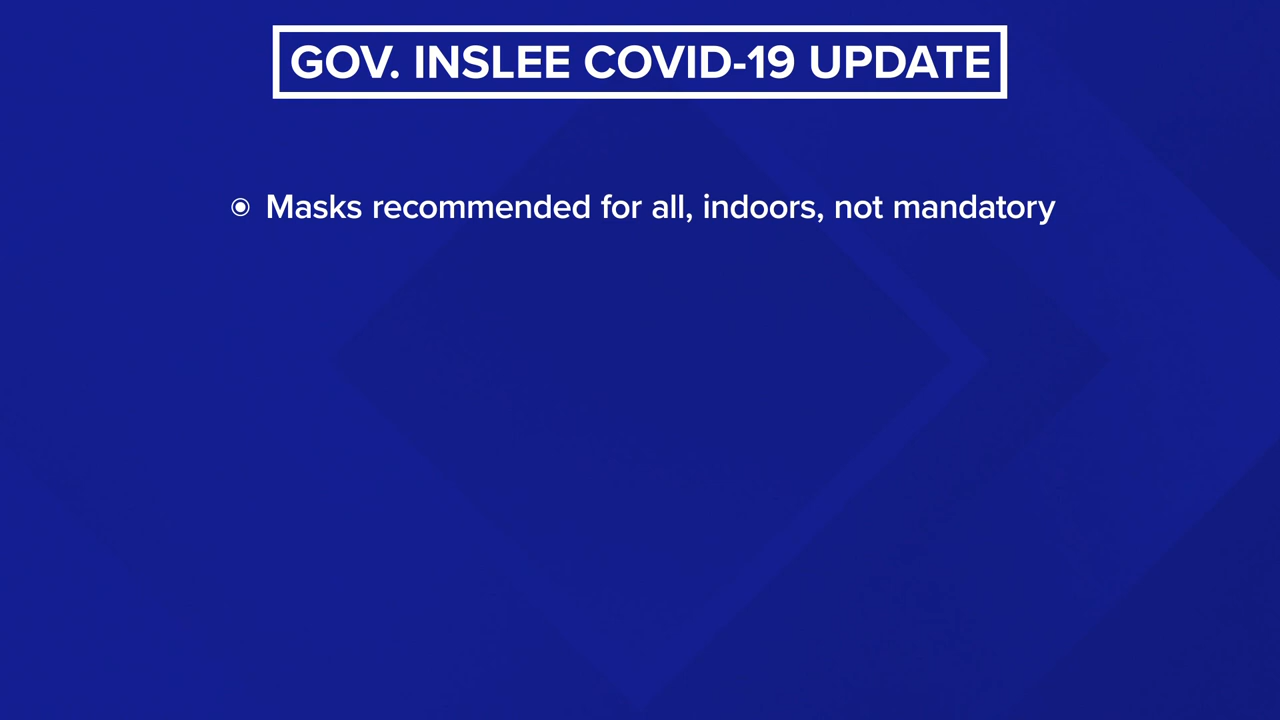 GOV. INSLEE COVID-19 UPDATE
Masks recommended for all, indoors, not mandatory